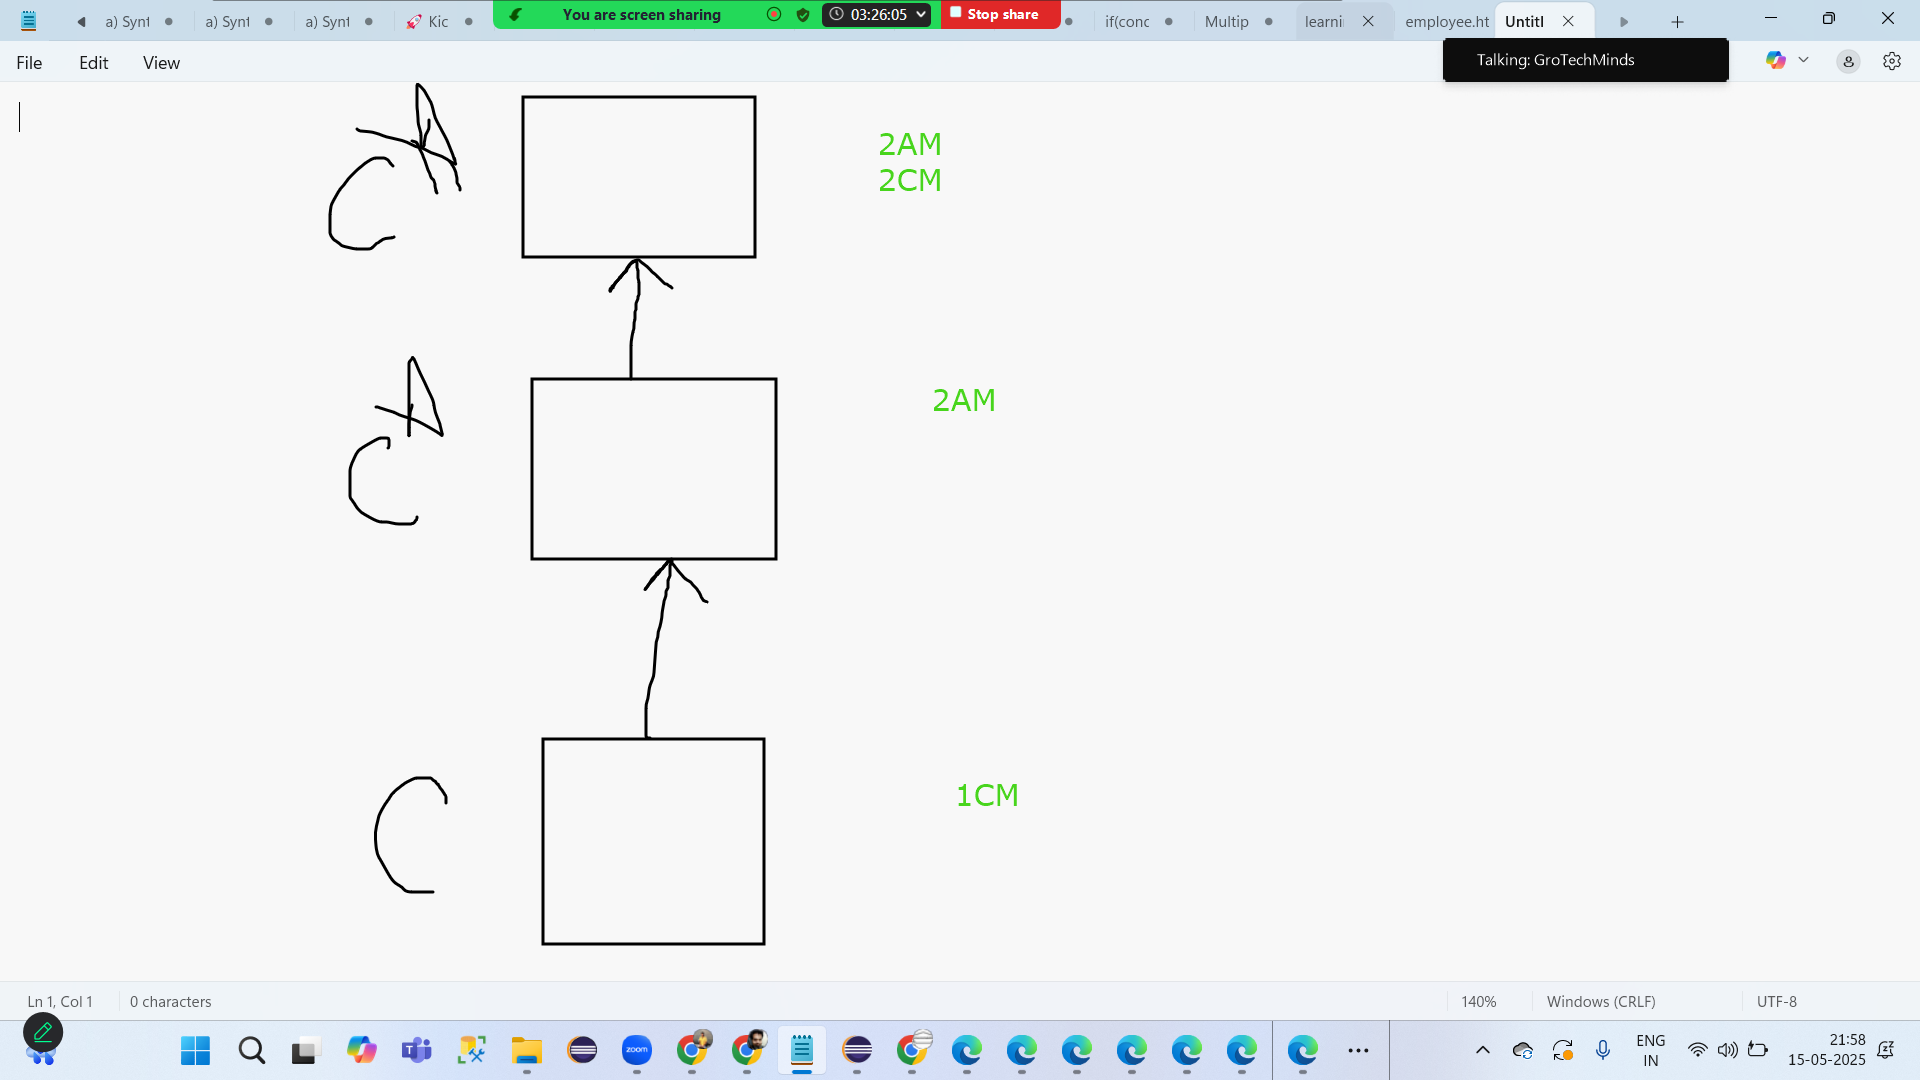 a) Synt
a) Synt
a) Synt
Kic
You are screen sharing
03:26:05
Stop share
if(conc
Multip
learni
employee.ht
Untitl
File
Edit
View
Talking: GroTechMinds
A
C
2AM
2CM
A
C
2AM
C
1CM
Ln 1, Col 1
0 characters
140%
Windows (CRLF)
UTF-8
zoom
ENG
IN
21:58
15-05-2025